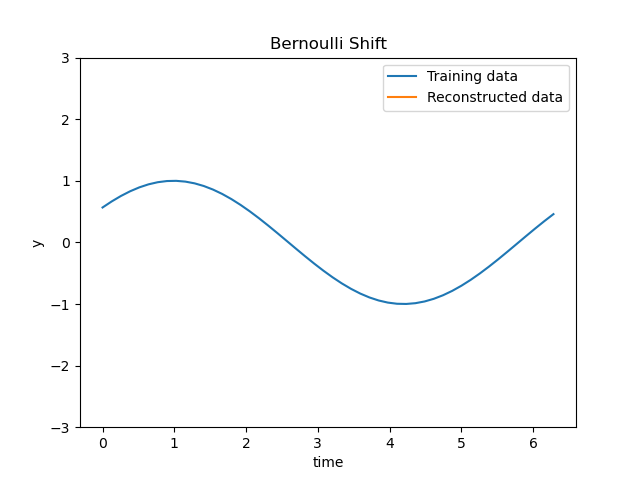 Bernoulli Shift
Training data
Reconstructed data
3
2
1
0
−1
−2
−3
y
0 1 2 3 4 5 6
time